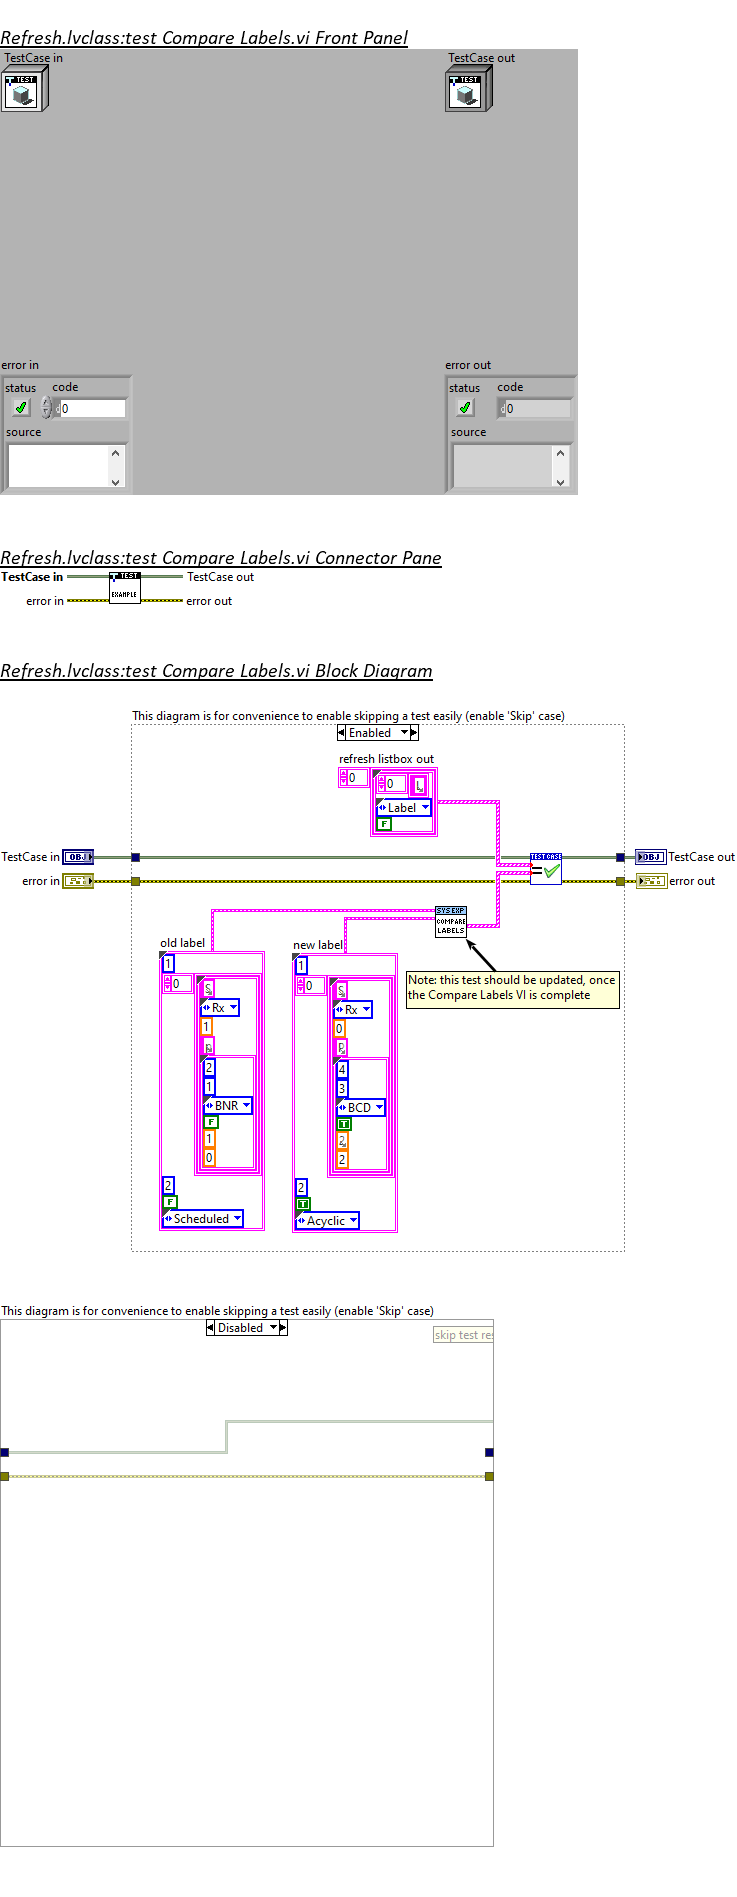 Refresh.lvclass:test Compare Labels.vi Front Panel
TestCase in
TestCase out
TEST
TEST
error in
error out
status code
status code
0
0
source
source
Refresh.lvclass:test Compare Labels.vi Connector Pane
TestCase in
TEST
TestCase out
error in
EXAMPLE
error out
Refresh.lvclass:test Compare Labels.vi Block Diagram
This diagram is for convenience to enable skipping a test easily (enable 'Skip' case)
Enabled
refresh listbox out
0
0
L
Label
F
TestCase in
OBJ
TESTCASE
OBJ
TestCase out
error in
error out
SYS EXP
COMPARE
LABELS
old label
new label
Note: this test should be updated, once
the Compare Labels VI is complete
1
0
S
Rx
1
2
1
BNR
F
1
0
2
F
Scheduled
1
0
S
Rx
0
4
3
BCD
T
2
2
2
T
Acyclic
This diagram is for convenience to enable skipping a test easily (enable 'Skip' case)
Disabled
skip test